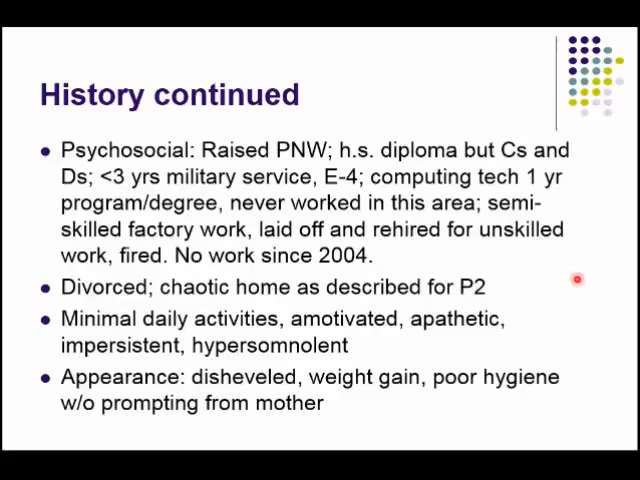 History continued
Psychosocial: Raised PNW; h.s. diploma but Cs and
Ds; <3 yrs military service, E-4; computing tech 1 yr
program/degree, never worked in this area; semi-
skilled factory work, laid off and rehired for unskilled
work, fired. No work since 2004.
Divorced; chaotic home as described for P2
Minimal daily activities, amotivated, apathetic,
impersistent, hypersomnolent
Appearance: disheveled, weight gain, poor hygiene
w/o prompting from mother